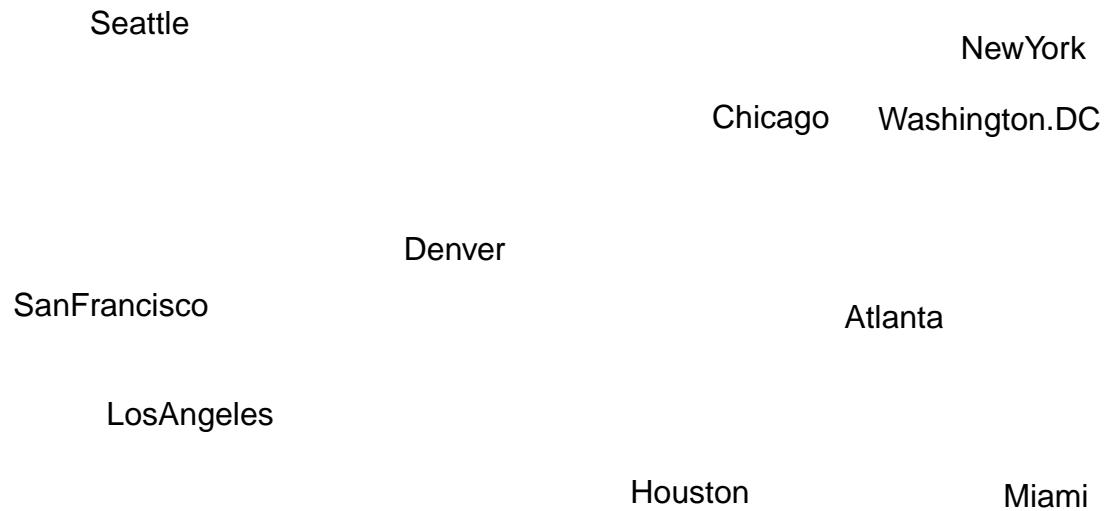 Seattle
NewYork
Chicago
Washington.DC
Denver
SanFrancisco
Atlanta
LosAngeles
Houston
Miami